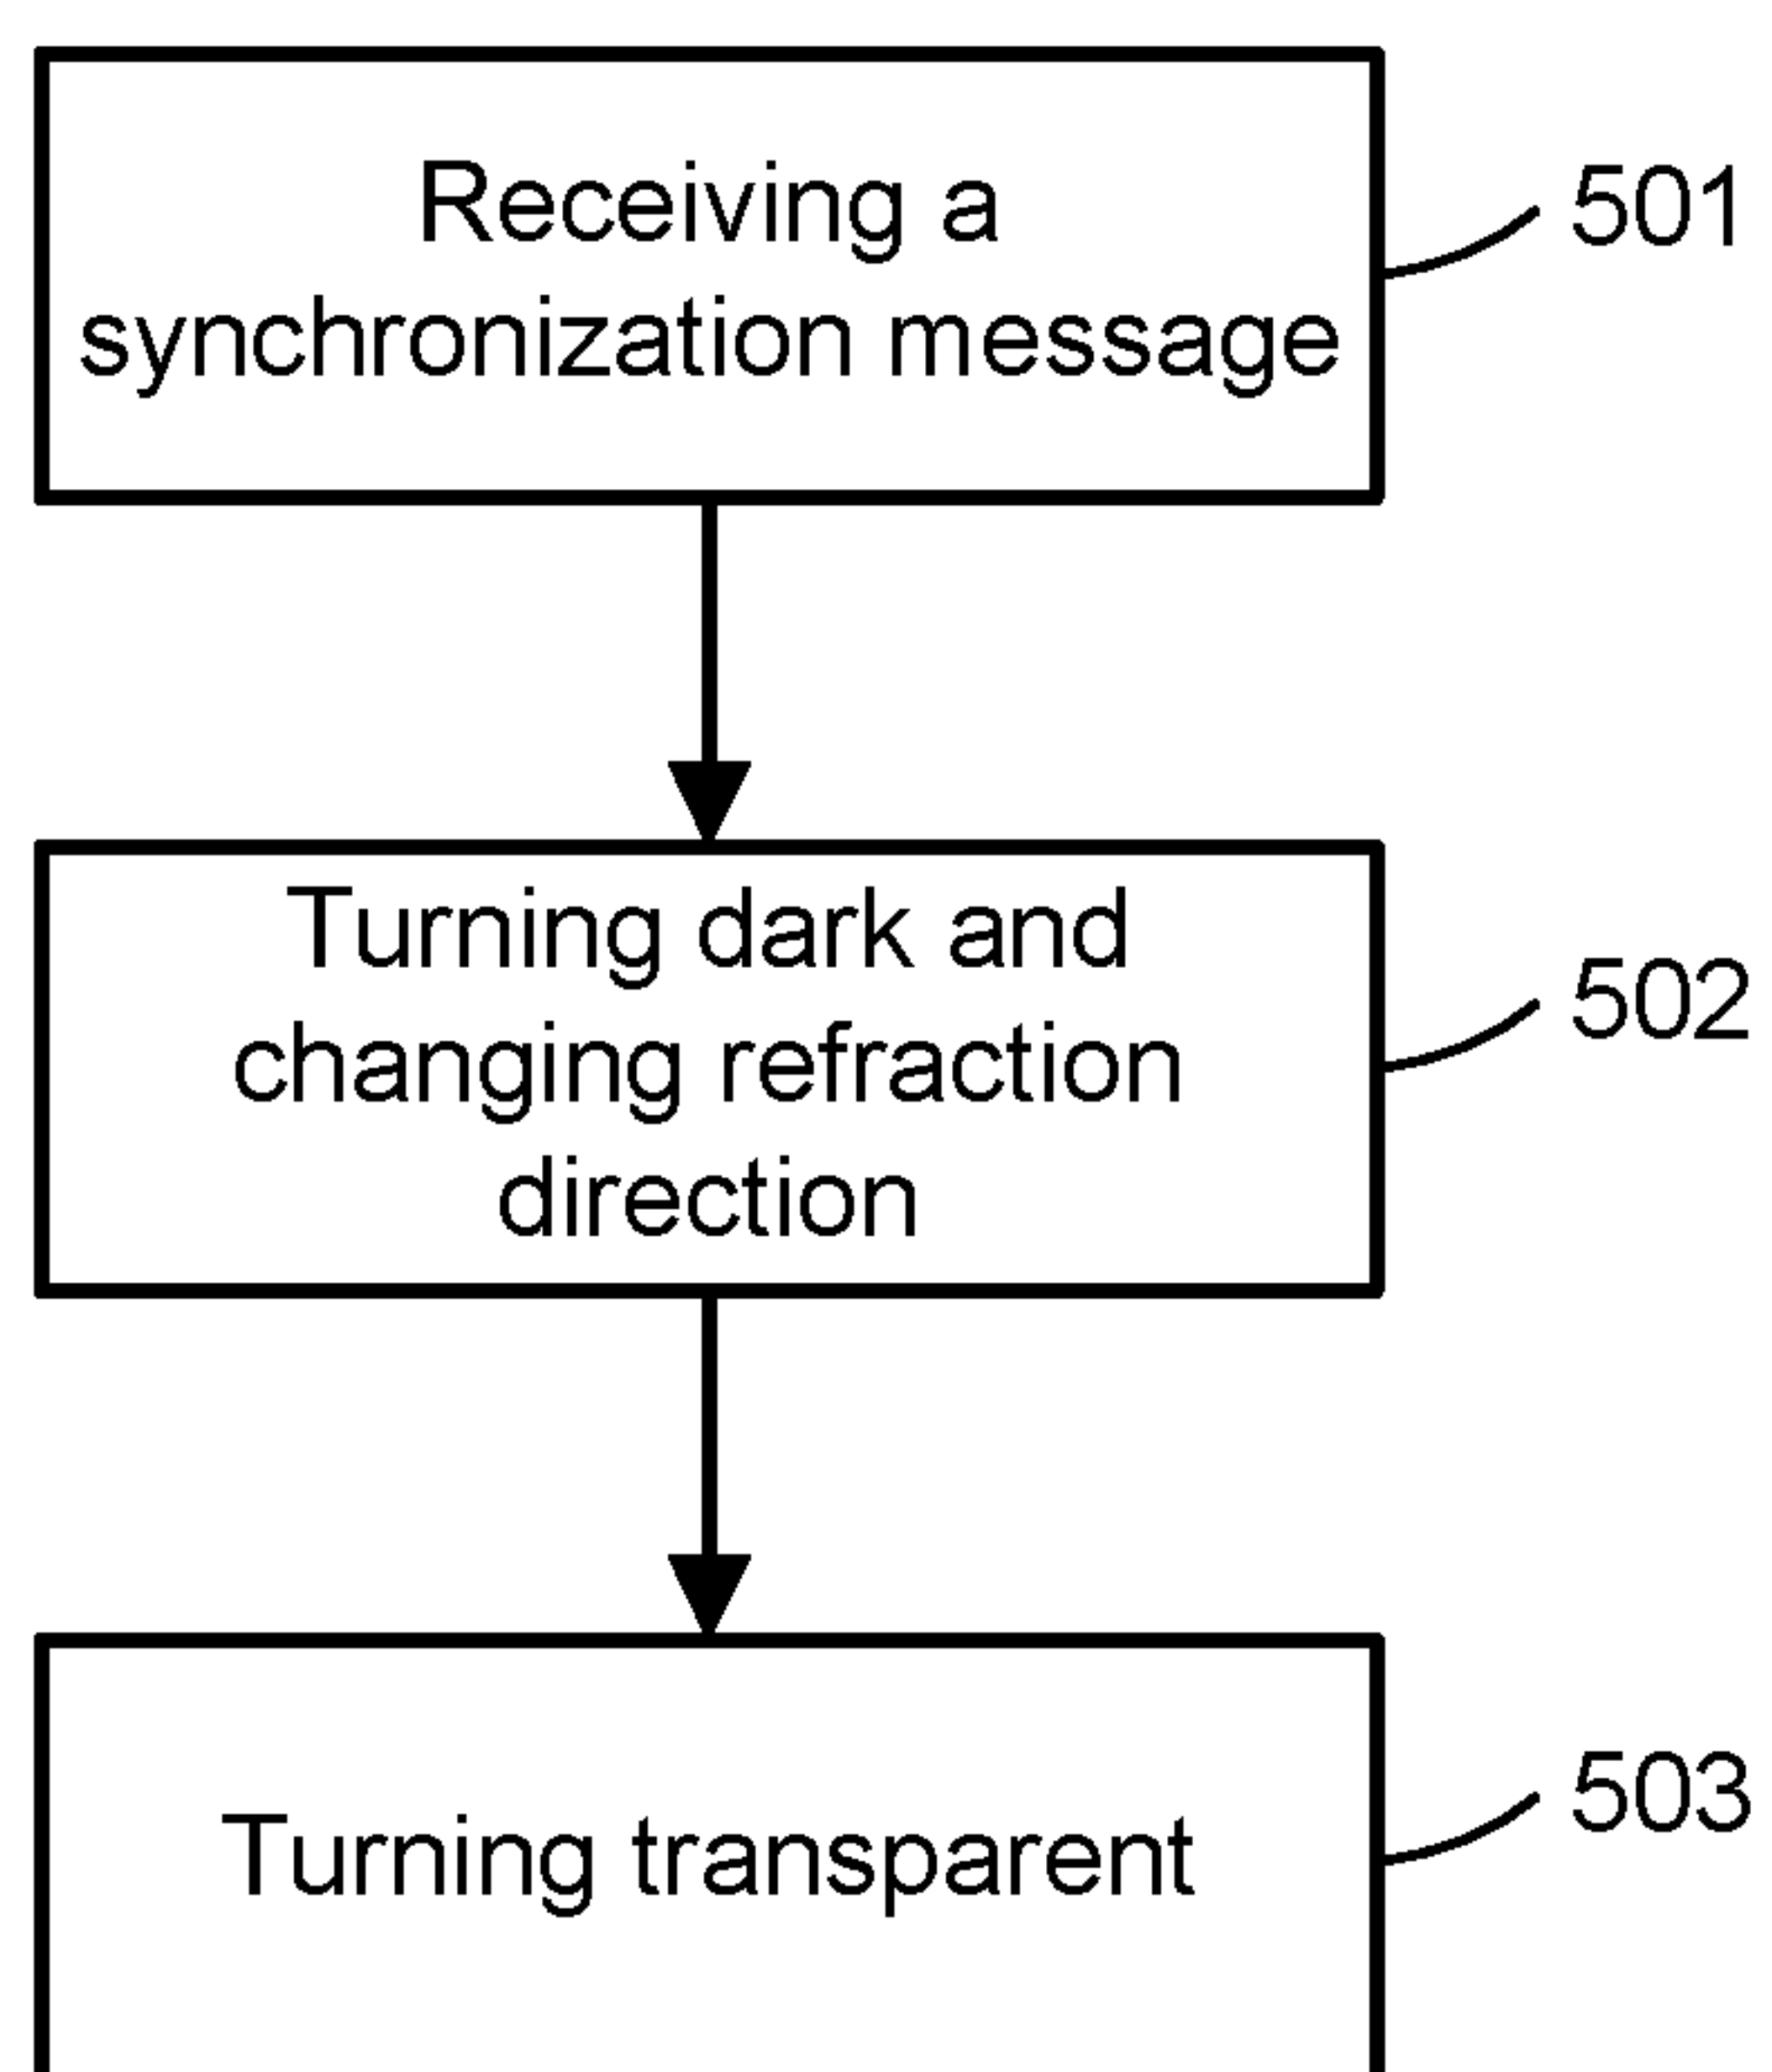 Receiving a
synchronization message
501
Turning dark and
changing refraction
direction
502
Turning transparent
503